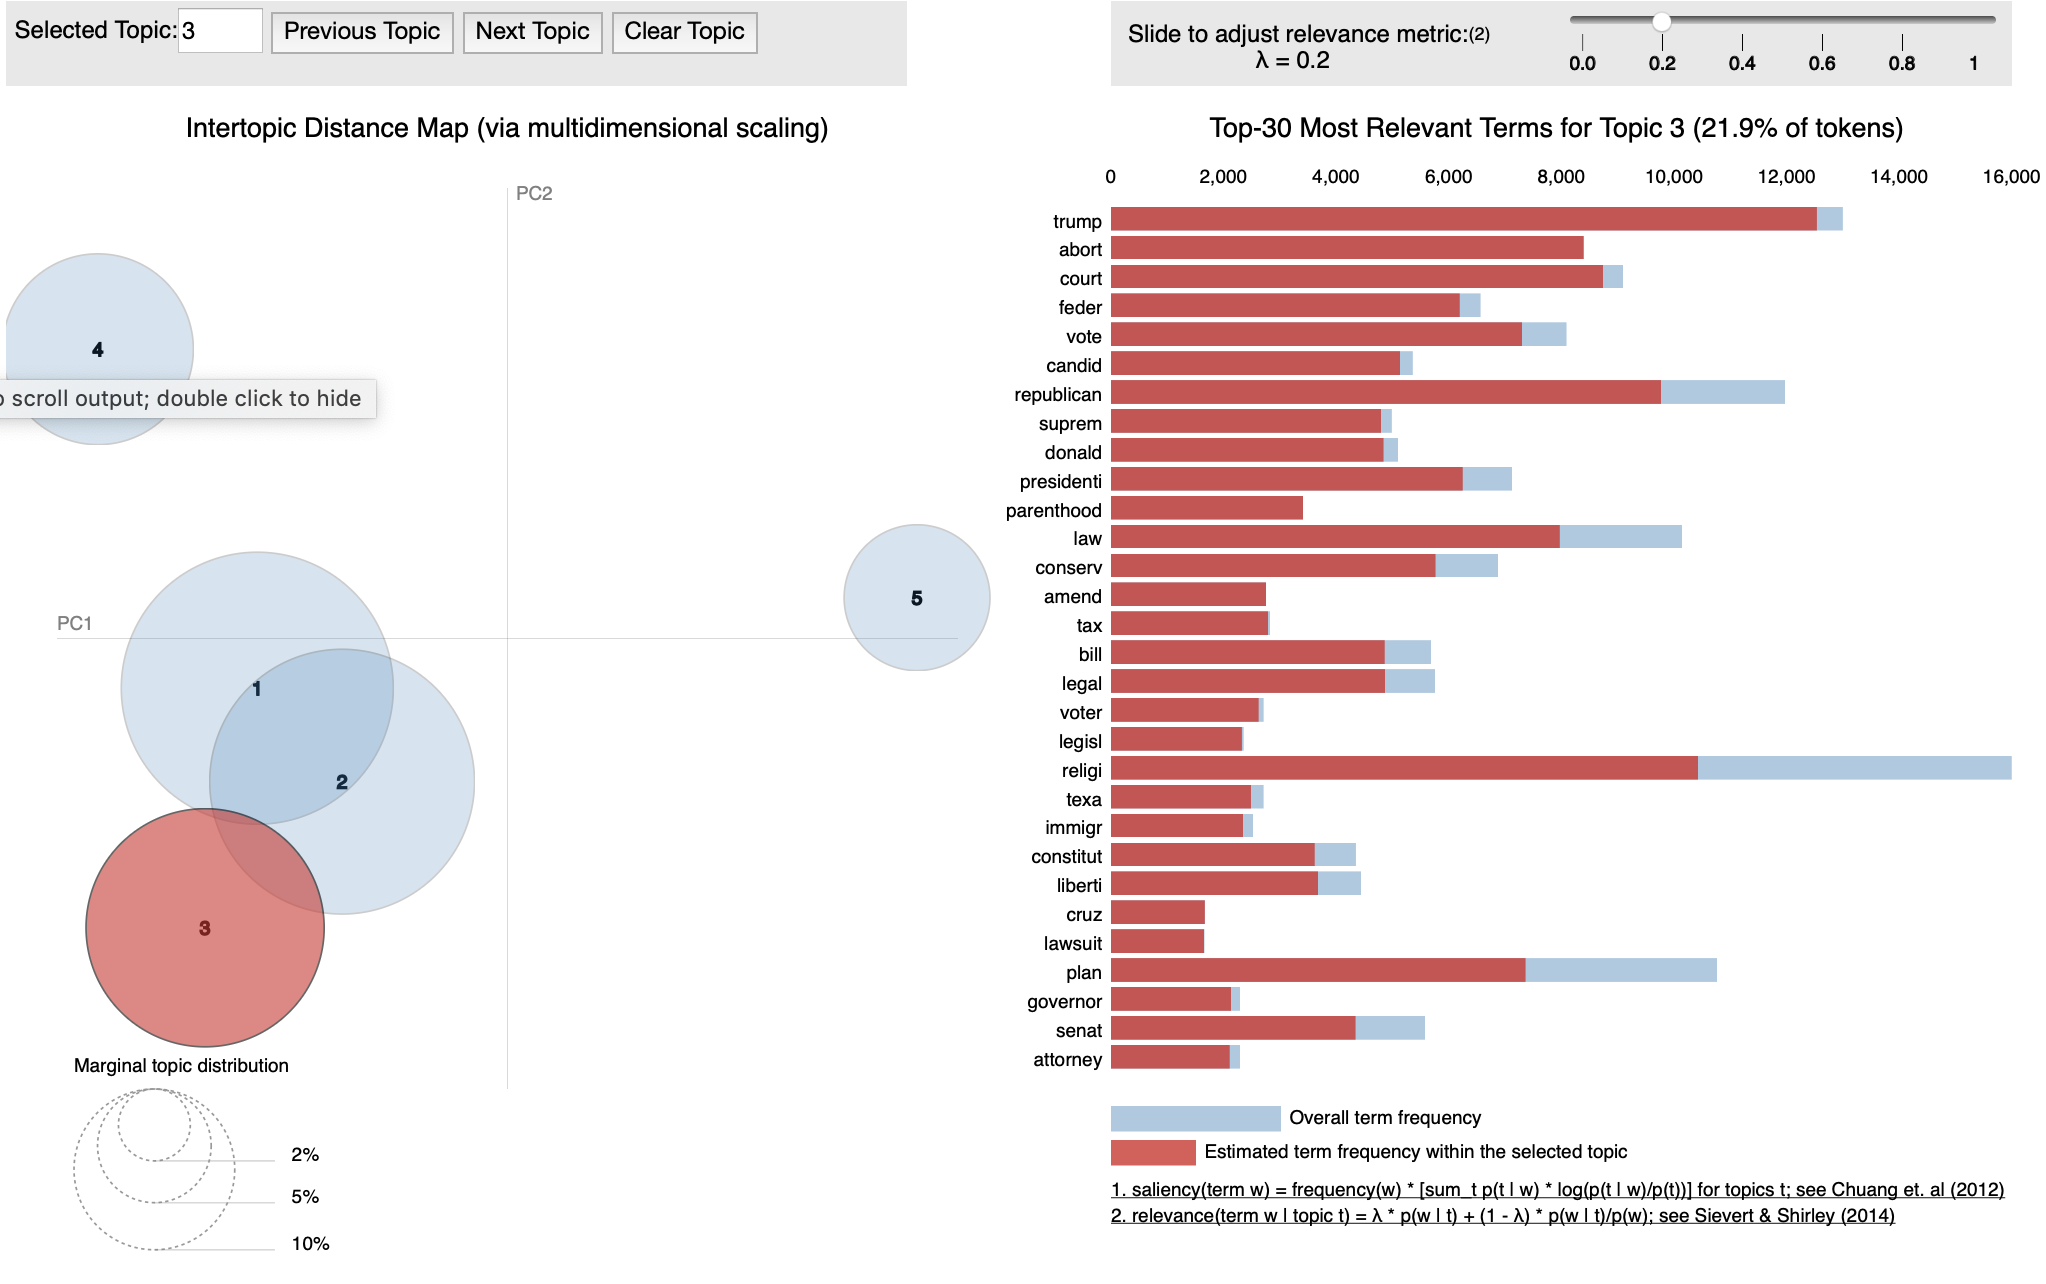 Selected Topic: 3 Previous Topic Next Topic Clear Topic
Slide to adjust relevance metric:(2)
λ = 0.2
0.0 0.2 0.4 0.6 0.8 1
Intertopic Distance Map (via multidimensional scaling)
PC2
PC1
4
scroll output; double click to hide
5
1
2
3
Marginal topic distribution
2%
5%
10%
Top-30 Most Relevant Terms for Topic 3 (21.9% of tokens)
0 2,000 4,000 6,000 8,000 10,000 12,000 14,000 16,000
trump
abort
court
feder
vote
candid
republican
suprem
donald
presidenti
parenthood
law
conserv
amend
tax
bill
legal
voter
legisl
religi
texa
immigr
constitut
liberti
cruz
lawsuit
plan
governor
senat
attorney
Overall term frequency
Estimated term frequency within the selected topic
1. saliency(term w) = frequency(w) * [sum_t p(t | w) * log(p(t | w)/p(t))] for topics t; see Chuang et. al (2012)
2. relevance(term w | topic t) = λ * p(w | t) + (1 - λ) * p(w | t)/p(w); see Sievert & Shirley (2014)